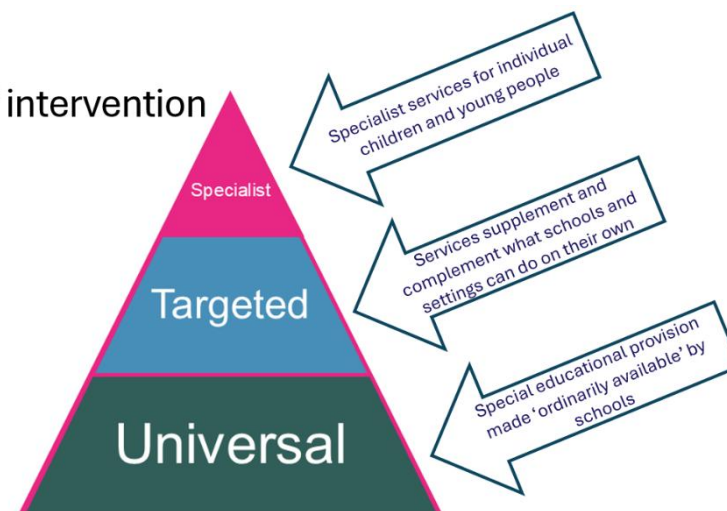 intervention
Specialist
Targeted
Universal
Specialist services for individual
children and young people
Services supplement and
complement what schools and
settings can do on their own
Special educational provision
made ‘ordinarily available’ by
schools